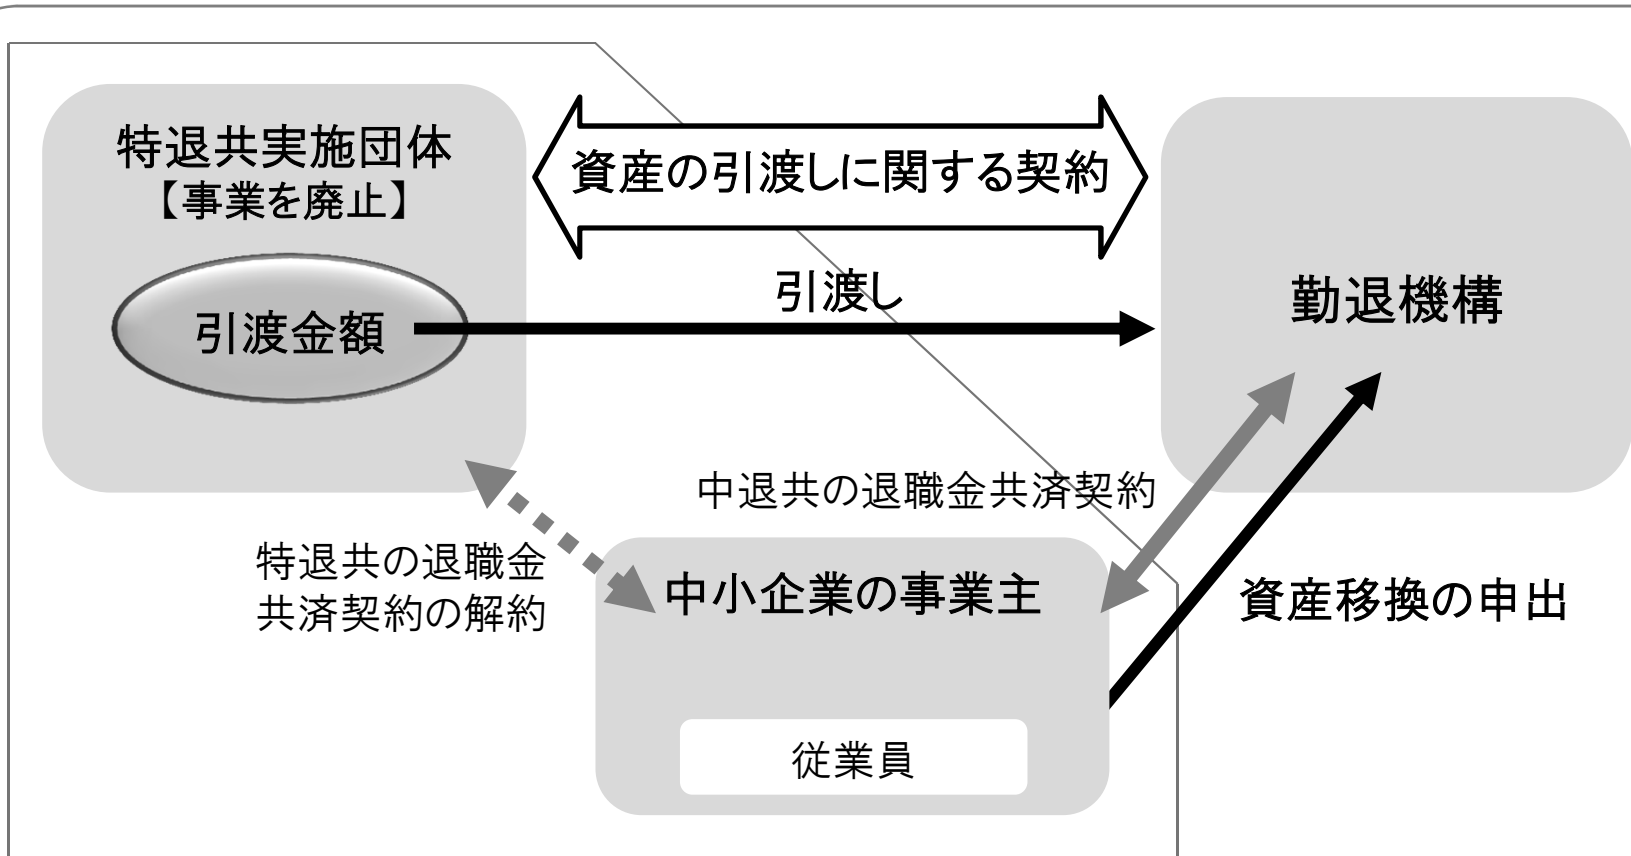 特退共実施団体
【事業を廃止】
資産の引渡しに関する契約
引渡し
引渡金額
勤退機構
中退共の退職金共済契約
特退共の退職金
共済契約の解約
中小企業の事業主
資産移換の申出
従業員